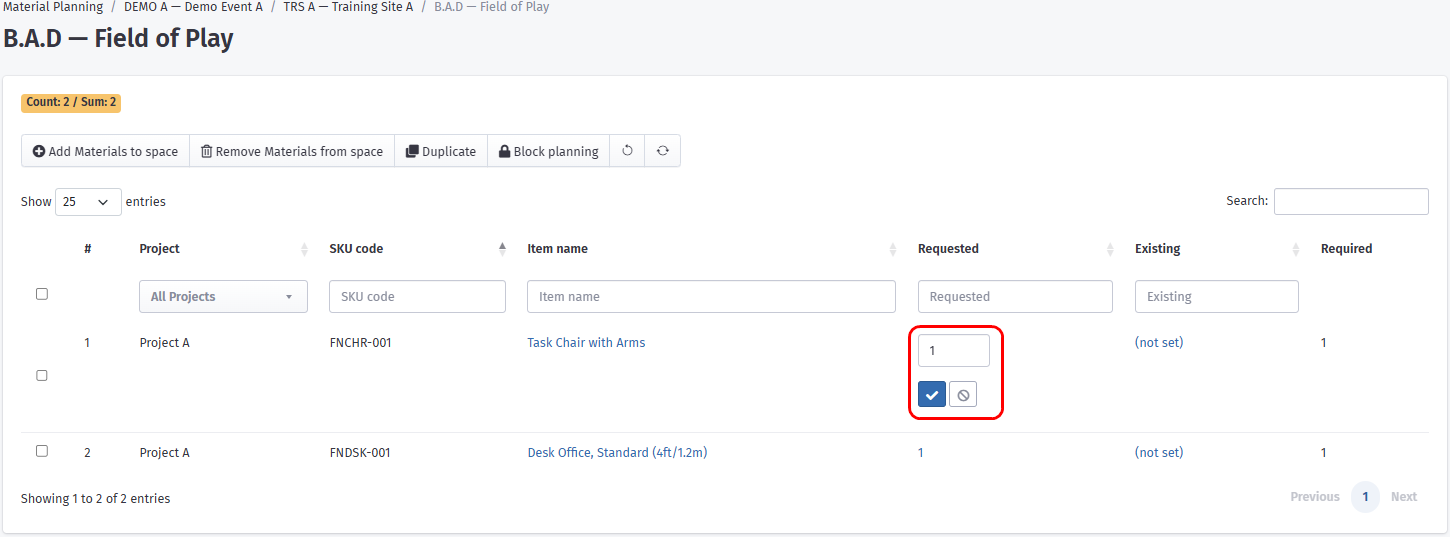 Material Planning / DEMO A — Demo Event A / TRS A — Training Site A / B.A.D — Field of Play
B.A.D — Field of Play
Count: 2 / Sum: 2
Add Materials to space Remove Materials from space Duplicate Block planning
Show 25 entries Search:
# Project SKU code Item name Requested Existing Required
All Projects SKU code Item name Requested Existing
1 Project A FNCHR-001 Task Chair with Arms 1 (not set) 1
2 Project A FNDSK-001 Desk Office, Standard (4ft/1.2m) 1 (not set) 1
Showing 1 to 2 of 2 entries Previous 1 Next